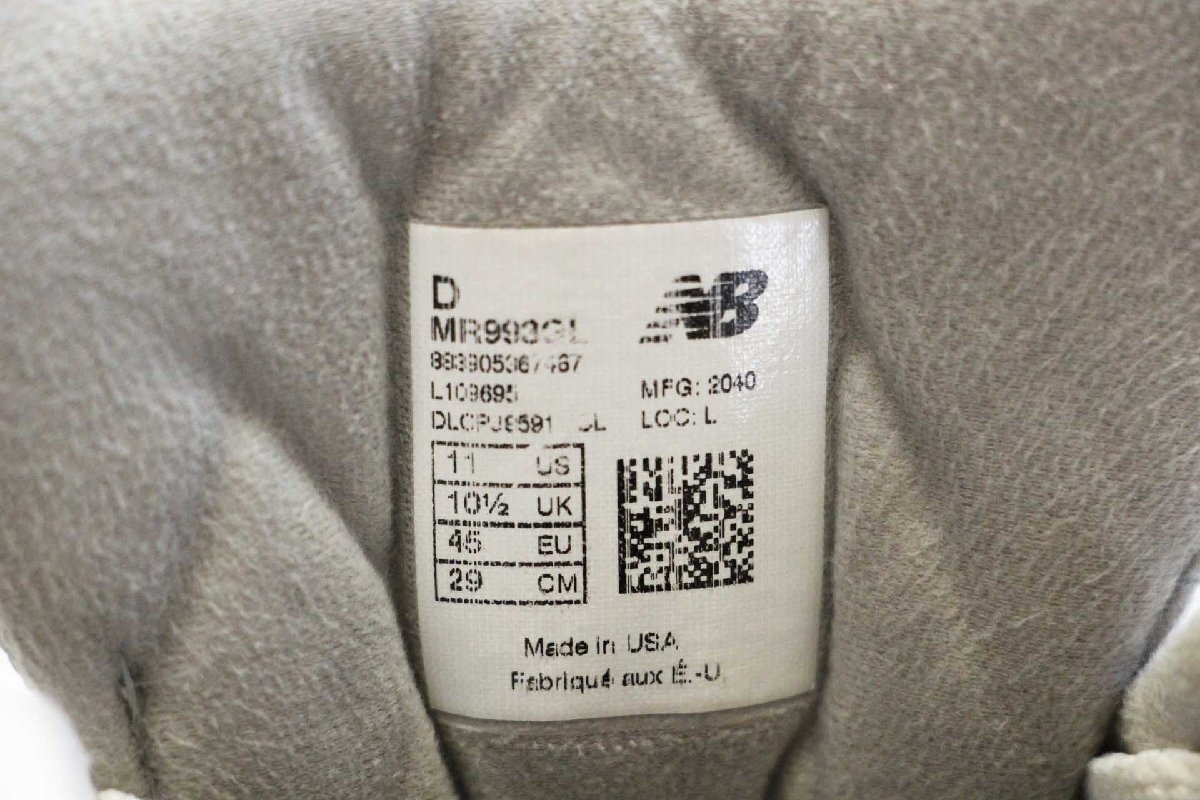 D
NB
MR993GL
L109695
MFG: 2040
LOC: L
11 US
10½ UK
45 EU
29 CM
Made in USA
Fabriqué aux É.-U.